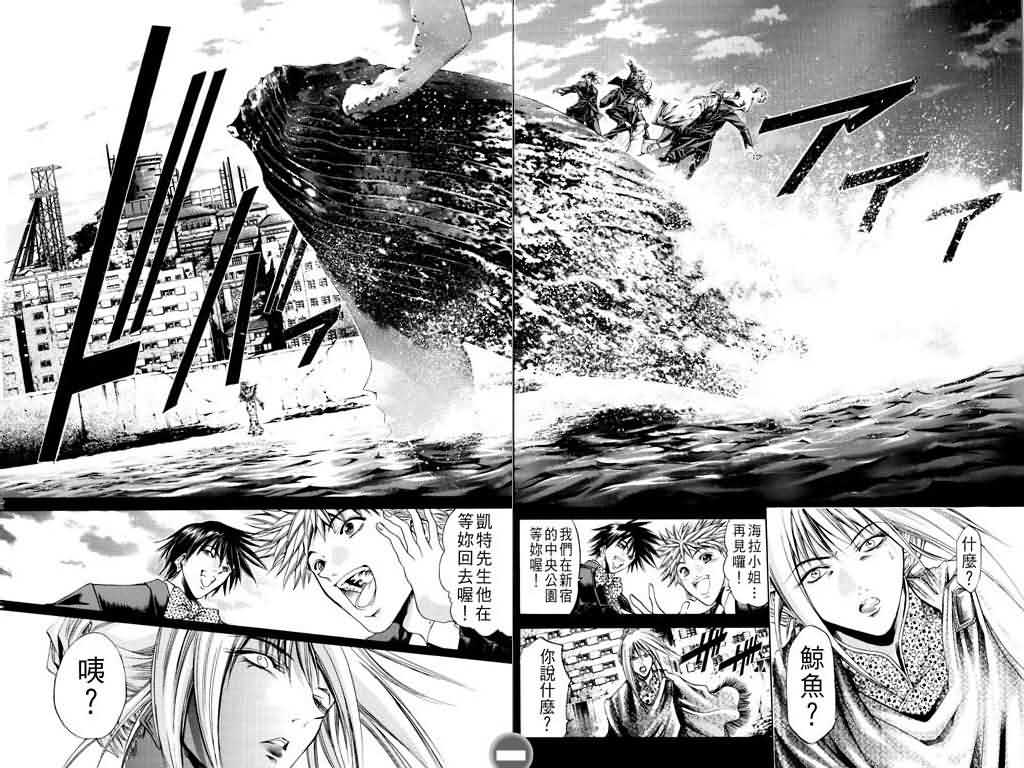 ドドドド
アアア
什麼？
鯨魚？
海拉小姐…
再見囉！
我們在新宿
的中央公園
等妳喔！
你說什麼？
凱特先生他在
等妳回去喔！
咦？